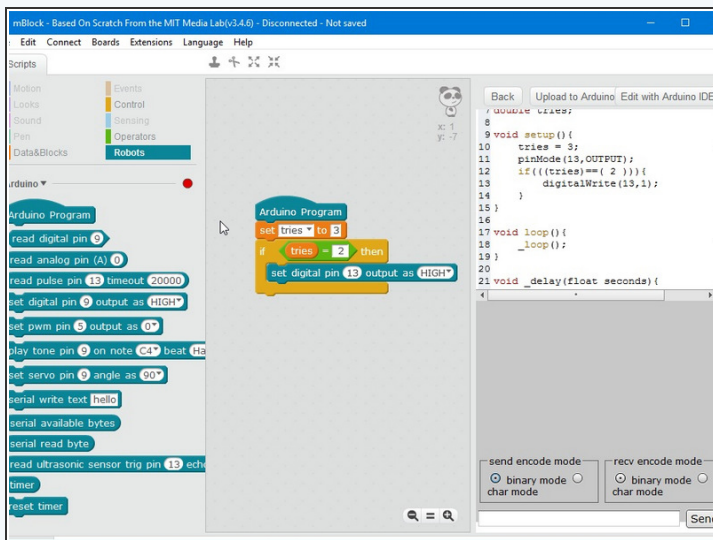 mBlock - Based On Scratch From the MIT Media Lab(v3.4.6) - Disconnected - Not saved
Edit Connect Boards Extensions Language Help
Scripts
Motion
Looks
Sound
Pen
Data&Blocks
Events
Control
Sensing
Operators
Robots
Arduino
Arduino Program
read digital pin 9
read analog pin (A) 0
read pulse pin 13 timeout 20000
set digital pin 9 output as HIGH
set pwm pin 5 output as 0
play tone pin 9 on note C4 beat Ha
set servo pin 9 angle as 90
serial write text hello
serial available bytes
serial read byte
read ultrasonic sensor trig pin 13 echo
timer
reset timer
x: 1
y: -7
Arduino Program
set tries to 3
if tries = 2 then
set digital pin 13 output as HIGH
Back Upload to Arduino Edit with Arduino IDE
7 double tries;
8
9 void setup(){
10 tries = 3;
11 pinMode(13,OUTPUT);
12 if(((tries)==( 2 ))){
13 digitalWrite(13,1);
14 }
15 }
16
17 void loop(){
18 _loop();
19 }
20
21 void _delay(float seconds){
send encode mode
binary mode
char mode
recv encode mode
binary mode
char mode
Send